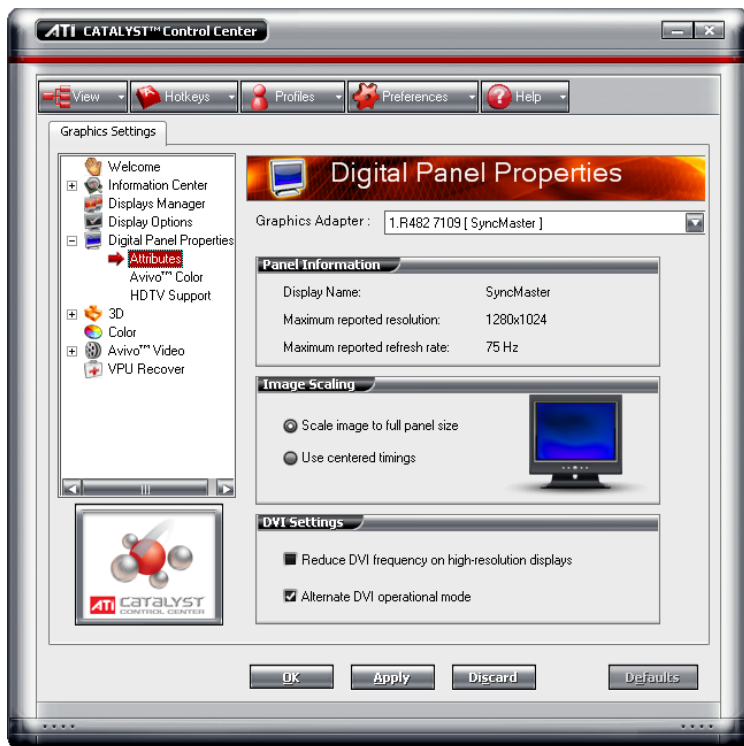 ATI CATALYST™ Control Center
View Hotkeys Profiles Preferences Help
Graphics Settings
Welcome
Information Center
Displays Manager
Display Options
Digital Panel Properties
Attributes
Avivo™ Color
HDTV Support
3D
Color
Avivo™ Video
VPU Recover
ATI CATALYST
CONTROL CENTER
Digital Panel Properties
Graphics Adapter : 1.R482 7109 [ SyncMaster ]
Panel Information
Display Name: SyncMaster
Maximum reported resolution: 1280x1024
Maximum reported refresh rate: 75 Hz
Image Scaling
Scale image to full panel size
Use centered timings
DVI Settings
Reduce DVI frequency on high-resolution displays
Alternate DVI operational mode
OK Apply Discard Defaults